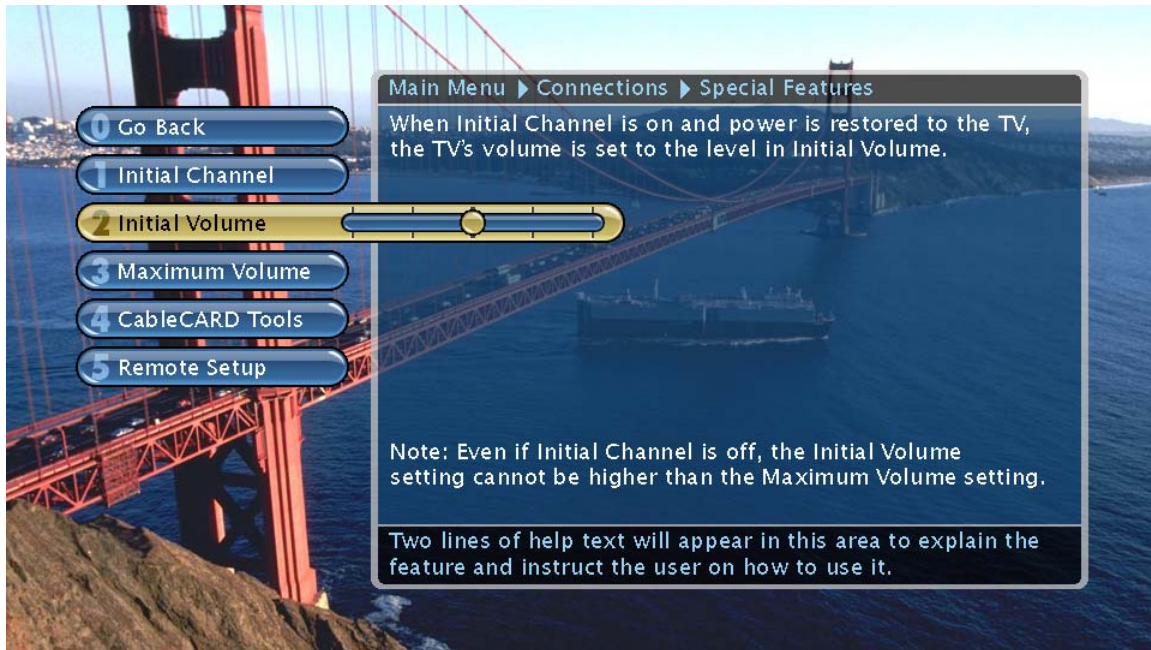 Main Menu ▶ Connections ▶ Special Features
0 Go Back
1 Initial Channel
2 Initial Volume
3 Maximum Volume
4 CableCARD Tools
5 Remote Setup
When Initial Channel is on and power is restored to the TV,
the TV's volume is set to the level in Initial Volume.
Note: Even if Initial Channel is off, the Initial Volume
setting cannot be higher than the Maximum Volume setting.
Two lines of help text will appear in this area to explain the
feature and instruct the user on how to use it.